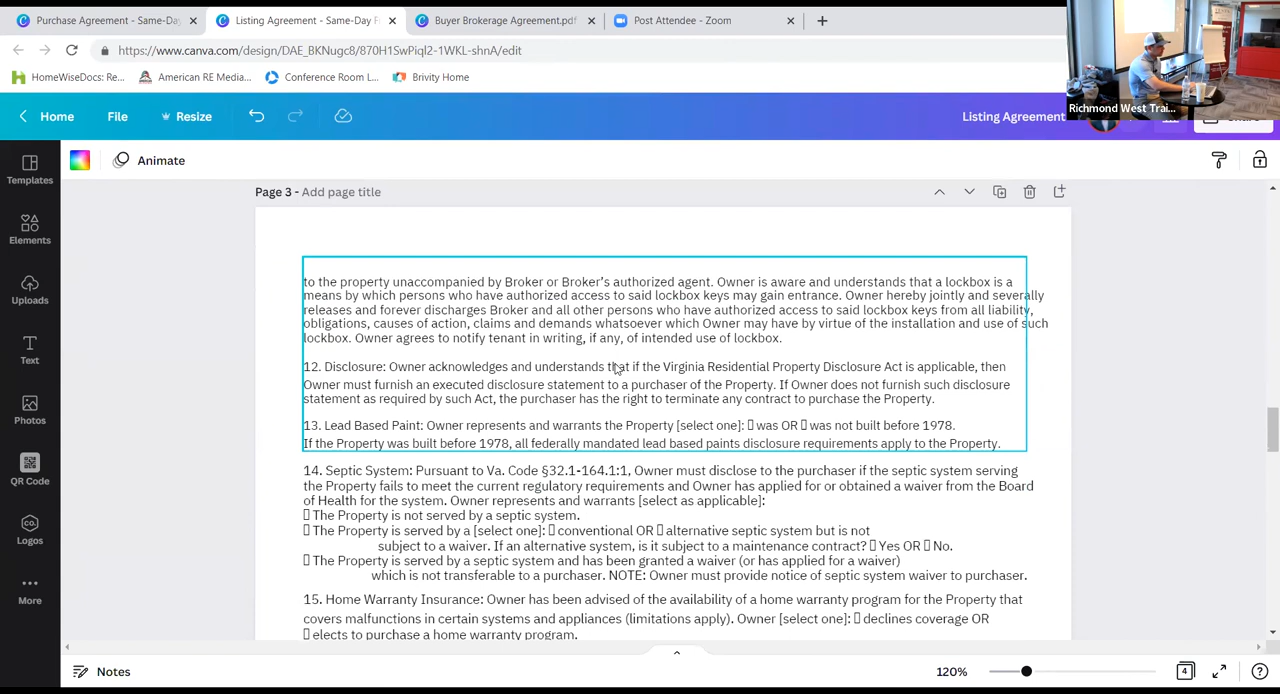 Purchase Agreement - Same-Day
Listing Agreement - Same-Day F
Buyer Brokerage Agreement.pdf
Post Attendee - Zoom
https://www.canva.com/design/DAE_BKNugc8/870H1SwPiqI2-1WKL-shnA/edit
HomeWiseDocs: Re...
American RE Media...
Conference Room L...
Brivity Home
Richmond West Trai...
Home
File
Resize
Listing Agreement
Animate
Templates
Elements
Uploads
Text
Photos
QR Code
Logos
CO.
More
Page 3 - Add page title
to the property unaccompanied by Broker or Broker's authorized agent. Owner is aware and understands that a lockbox is a
means by which persons who have authorized access to said lockbox keys may gain entrance. Owner hereby jointly and severally
releases and forever discharges Broker and all other persons who have authorized access to said lockbox keys from all liability,
obligations, causes of action, claims and demands whatsoever which Owner may have by virtue of the installation and use of such
lockbox. Owner agrees to notify tenant in writing, if any, of intended use of lockbox.
12. Disclosure: Owner acknowledges and understands that if the Virginia Residential Property Disclosure Act is applicable, then
Owner must furnish an executed disclosure statement to a purchaser of the Property. If Owner does not furnish such disclosure
statement as required by such Act, the purchaser has the right to terminate any contract to purchase the Property.
13. Lead Based Paint: Owner represents and warrants the Property [select one]: ▯ was OR ▯ was not built before 1978.
If the Property was built before 1978, all federally mandated lead based paints disclosure requirements apply to the Property.
14. Septic System: Pursuant to Va. Code §32.1-164.1:1, Owner must disclose to the purchaser if the septic system serving
the Property fails to meet the current regulatory requirements and Owner has applied for or obtained a waiver from the Board
of Health for the system. Owner represents and warrants [select as applicable]:
▯ The Property is not served by a septic system.
▯ The Property is served by a [select one]: ▯ conventional OR ▯ alternative septic system but is not
subject to a waiver. If an alternative system, is it subject to a maintenance contract? ▯ Yes OR ▯ No.
▯ The Property is served by a septic system and has been granted a waiver (or has applied for a waiver)
which is not transferable to a purchaser. NOTE: Owner must provide notice of septic system waiver to purchaser.
15. Home Warranty Insurance: Owner has been advised of the availability of a home warranty program for the Property that
covers malfunctions in certain systems and appliances (limitations apply). Owner [select one]: ▯ declines coverage OR
▯ elects to purchase a home warranty program.
Notes
120%
4